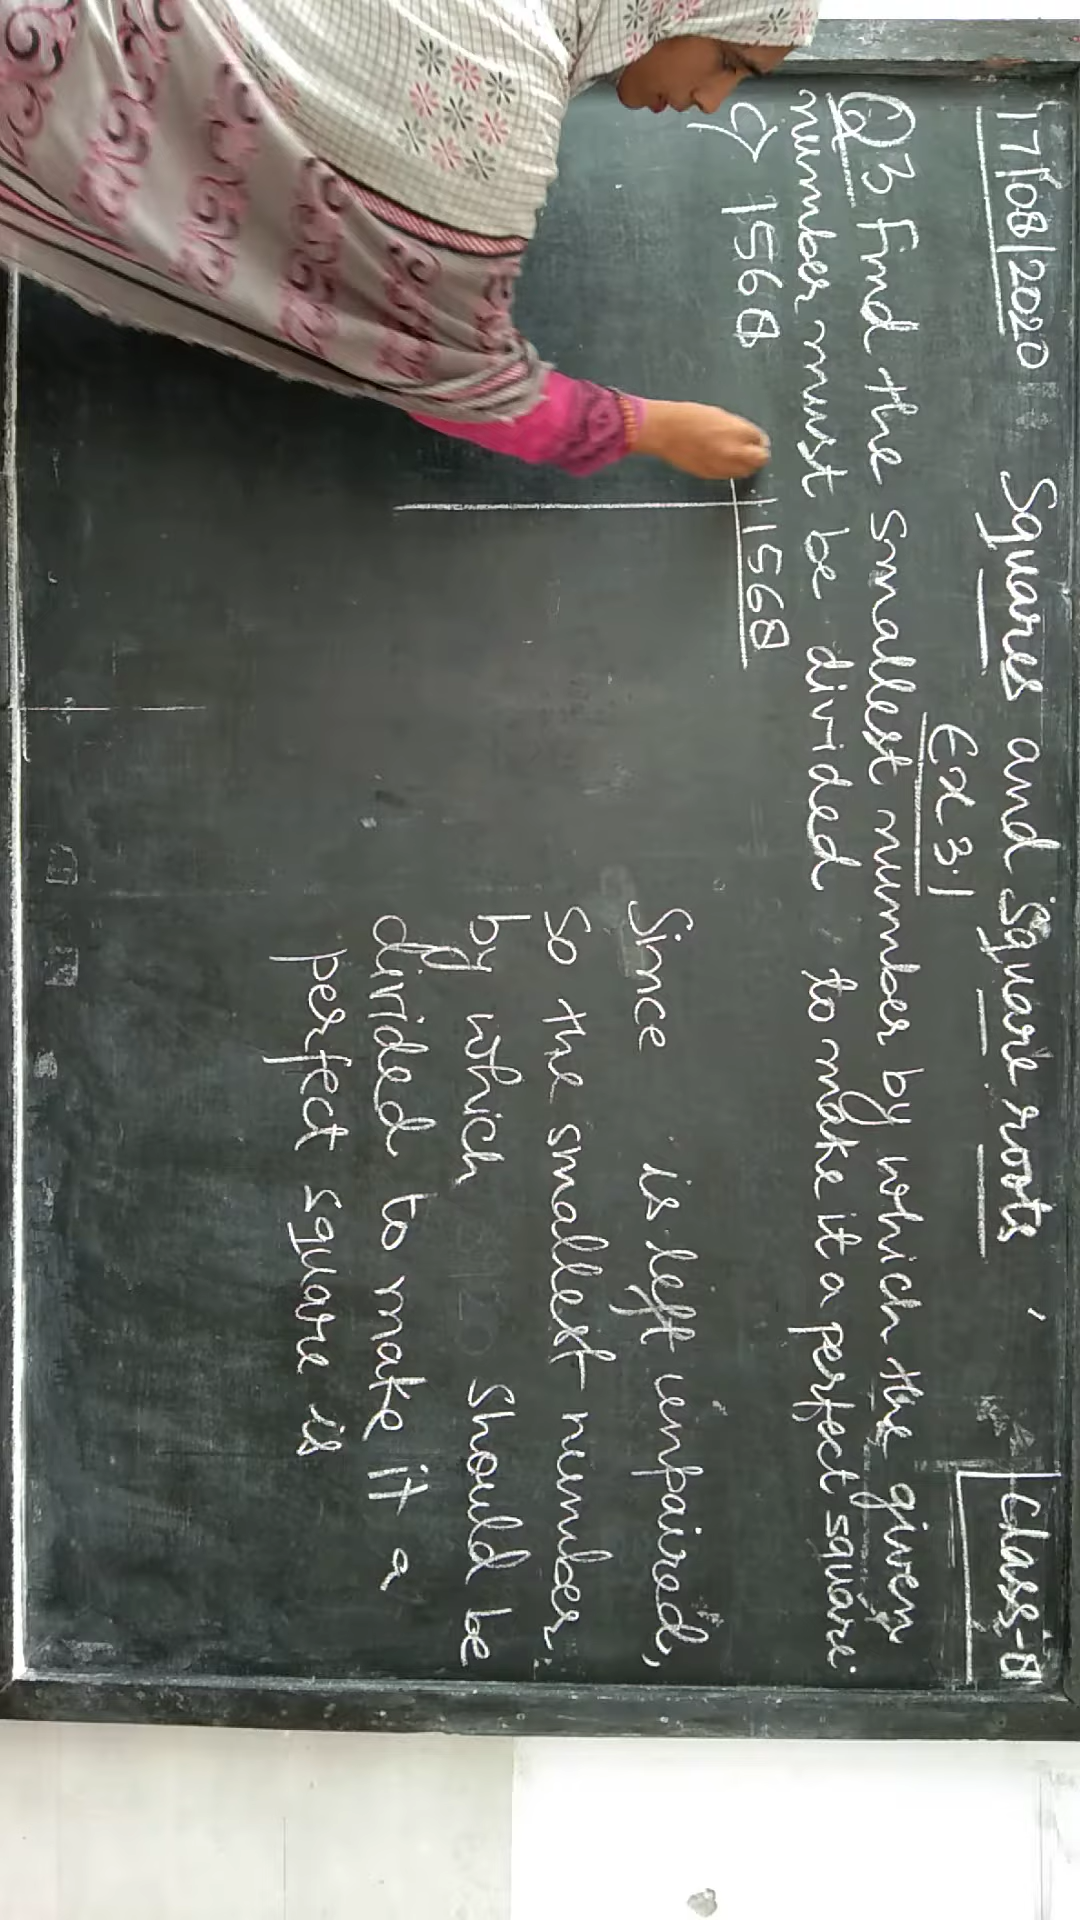 17/08/2020 Squares and square roots Class-8
Ex 3.1
Q3 Find the smallest number by which the given
number must be divided to make it a perfect square.
c) 1568
1568
Since is left unpaired,
So the smallest number
by which should be
divided to make it a
perfect square is